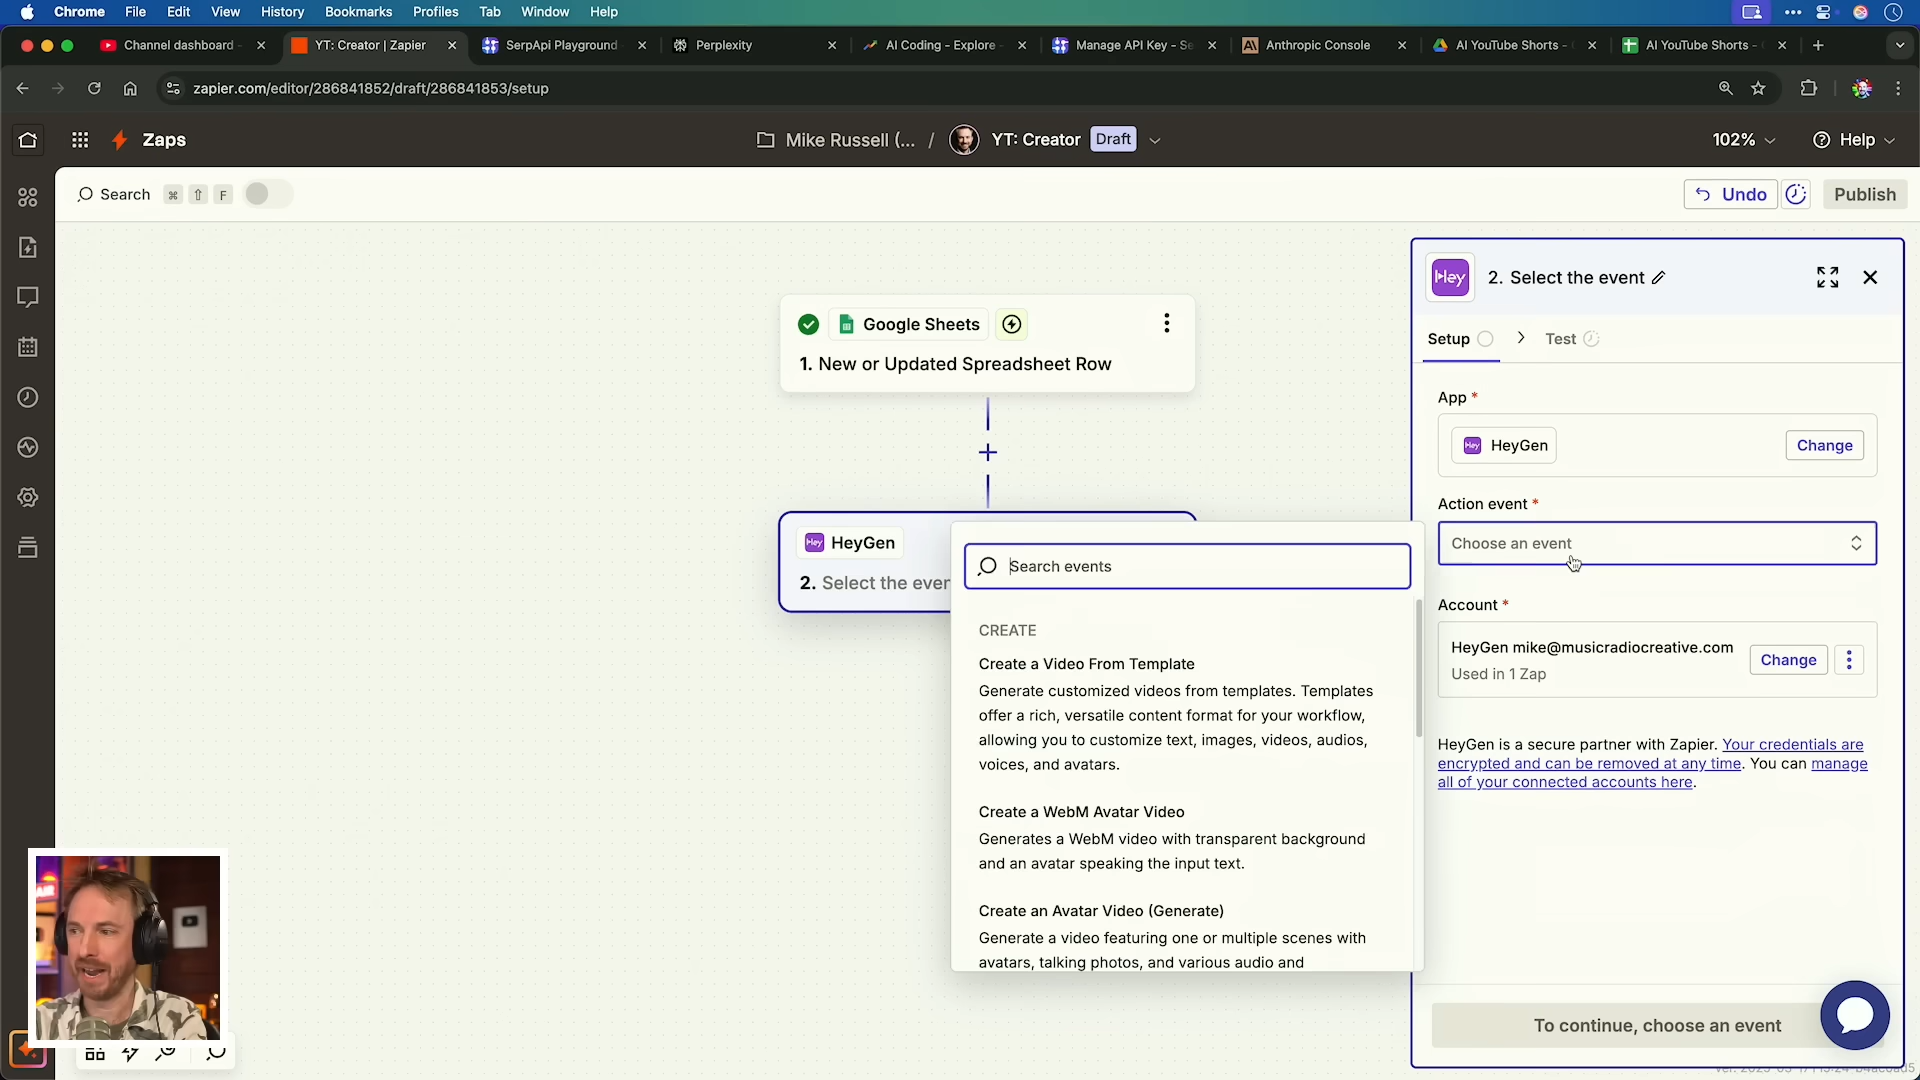 Chrome File Edit View History Bookmarks Profiles Tab Window Help
Channel dashboard - YT: Creator | Zapier SerpApi Playground Perplexity AI Coding - Explore - Manage API Key - Se Anthropic Console AI YouTube Shorts - AI YouTube Shorts -
zapier.com/editor/286841852/draft/286841853/setup
Zaps Mike Russell (... / YT: Creator Draft 102% Help
Search ⌘ ⇧ F Undo Publish
Hey 2. Select the event
Setup Test
Google Sheets
1. New or Updated Spreadsheet Row
App *
Hey HeyGen Change
Action event *
Choose an event
Hey HeyGen
2. Select the even
Search events
CREATE
Create a Video From Template
Generate customized videos from templates. Templates
offer a rich, versatile content format for your workflow,
allowing you to customize text, images, videos, audios,
voices, and avatars.
Create a WebM Avatar Video
Generates a WebM video with transparent background
and an avatar speaking the input text.
Create an Avatar Video (Generate)
Generate a video featuring one or multiple scenes with
avatars, talking photos, and various audio and
Account *
HeyGen mike@musicradiocreative.com
Used in 1 Zap
Change
HeyGen is a secure partner with Zapier. Your credentials are
encrypted and can be removed at any time. You can manage
all of your connected accounts here.
To continue, choose an event